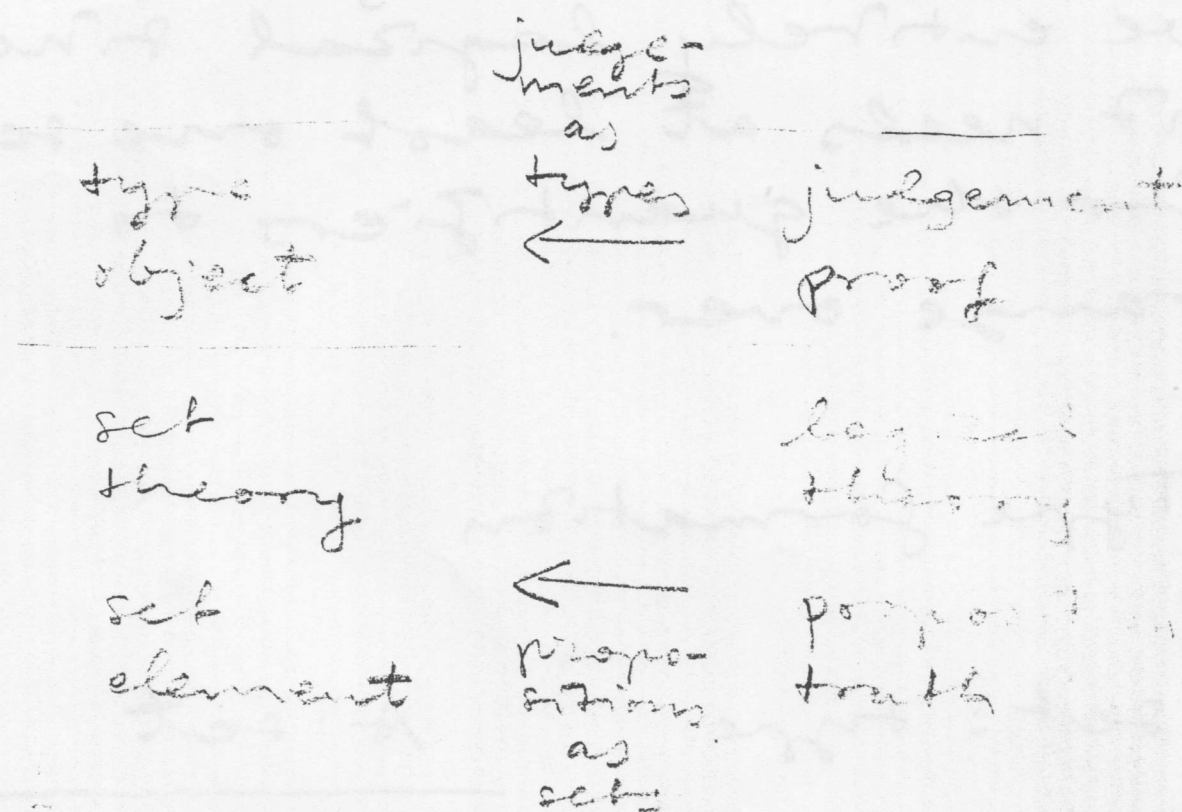 judge-
ments
as
types
type
object
←
judgement
proof
set
theory
logical
theory
set
element
←
propo-
sitions
as
sets
truth